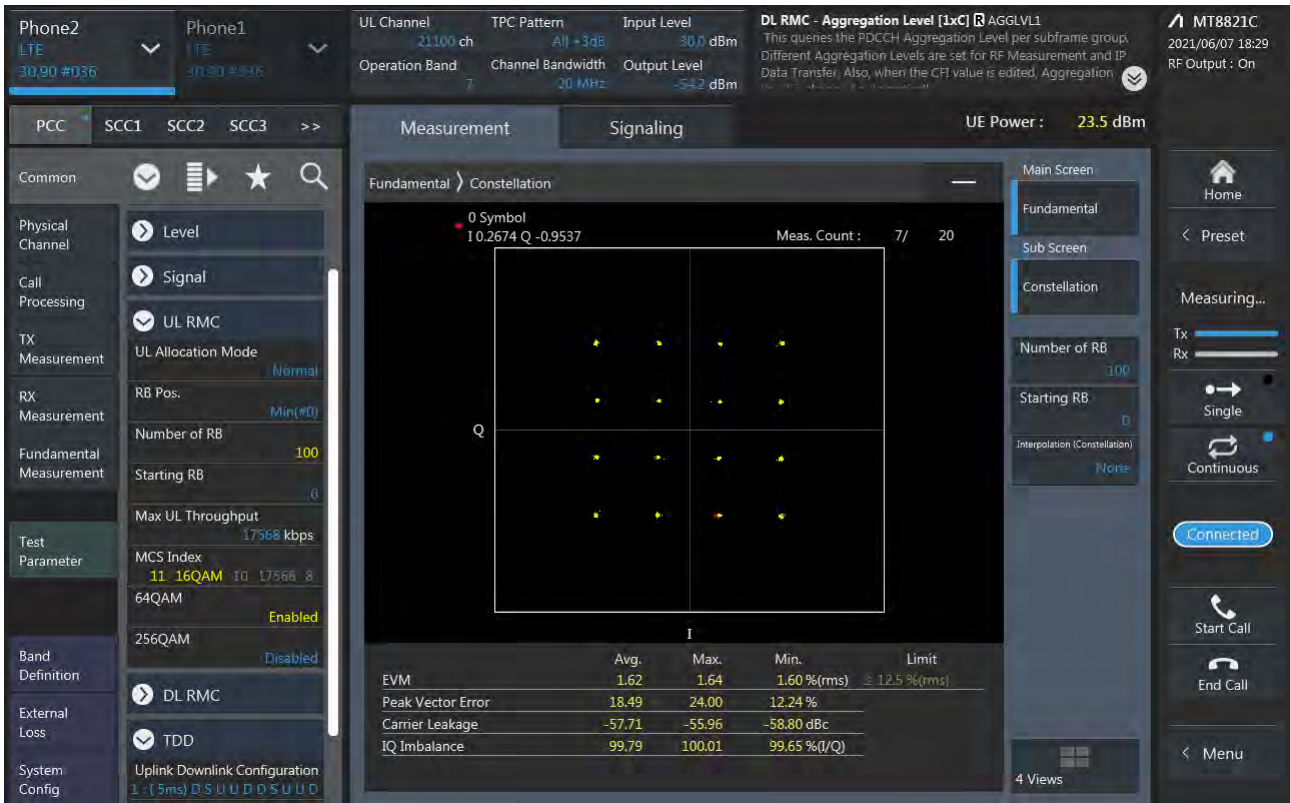 Phone2
LTE
30.90 #036
Phone1
LTE
30.90 #036
UL Channel
21100 ch
Operation Band
7
TPC Pattern
All +3dB
Channel Bandwidth
20 MHz
Input Level
30.0 dBm
Output Level
-54.2 dBm
DL RMC - Aggregation Level [1xC] R AGGLVL1
This queries the PDCCH Aggregation Level per subframe group.
Different Aggregation Levels are set for RF Measurement and IP
Data Transfer. Also, when the CFI value is edited, Aggregation
MT8821C
2021/06/07 18:29
RF Output : On
PCC SCC1 SCC2 SCC3 >>
Measurement
Signaling
UE Power : 23.5 dBm
Common
Physical
Channel
Call
Processing
TX
Measurement
RX
Measurement
Fundamental
Measurement
Test
Parameter
Band
Definition
External
Loss
System
Config
Level
Signal
UL RMC
UL Allocation Mode
Normal
RB Pos.
Min(#0)
Number of RB
100
Starting RB
0
Max UL Throughput
17568 kbps
MCS Index
11 16QAM 10 17568 8
64QAM
Enabled
256QAM
Disabled
DL RMC
TDD
Uplink Downlink Configuration
1 : ( 5ms) D S U U D D S U U D
Fundamental > Constellation
0 Symbol
I 0.2674 Q -0.9537
Meas. Count : 7/ 20
Q
I
Avg. Max. Min. Limit
EVM 1.62 1.64 1.60 %(rms) ≤ 12.5 %(rms)
Peak Vector Error 18.49 24.00 12.24 %
Carrier Leakage -57.71 -55.96 -58.80 dBc
IQ Imbalance 99.79 100.01 99.65 %(I/Q)
Main Screen
Fundamental
Sub Screen
Constellation
Number of RB
100
Starting RB
0
Interpolation (Constellation)
None
4 Views
Home
< Preset
Measuring...
Tx
Rx
Single
Continuous
Connected
Start Call
End Call
< Menu